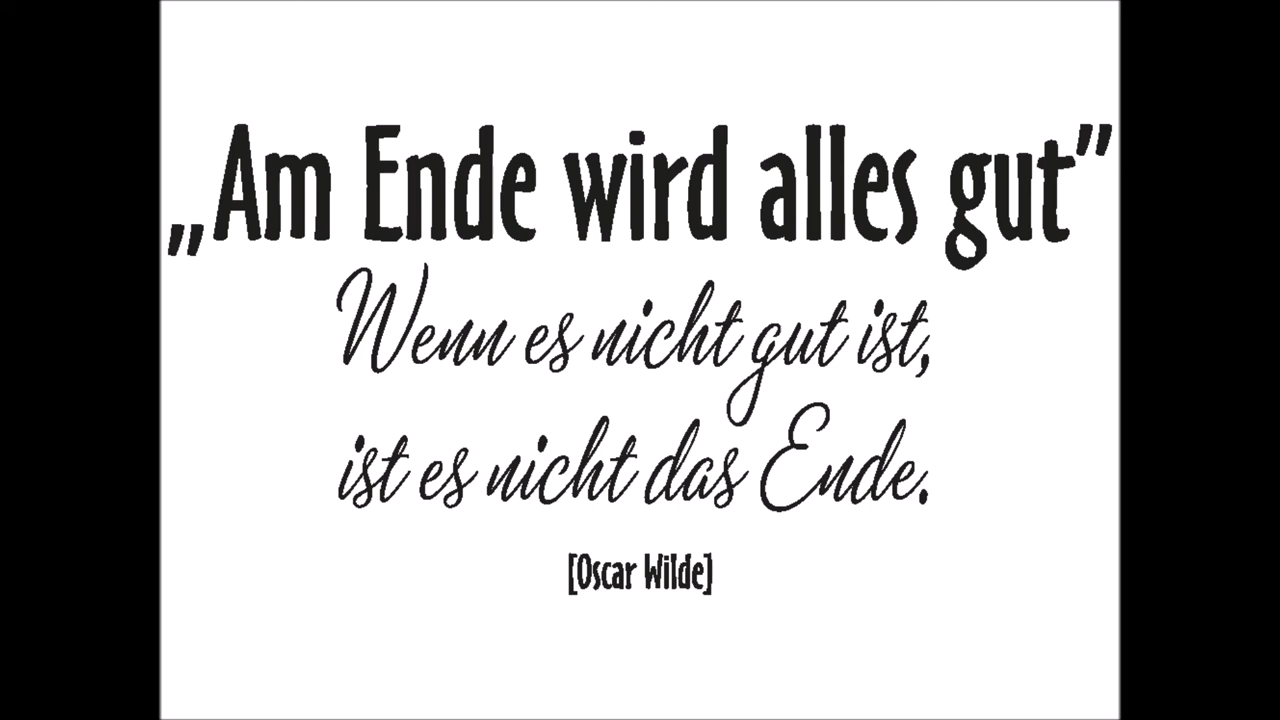 „Am Ende wird alles gut”
Wenn es nicht gut ist,
ist es nicht das Ende.
[Oscar Wilde]